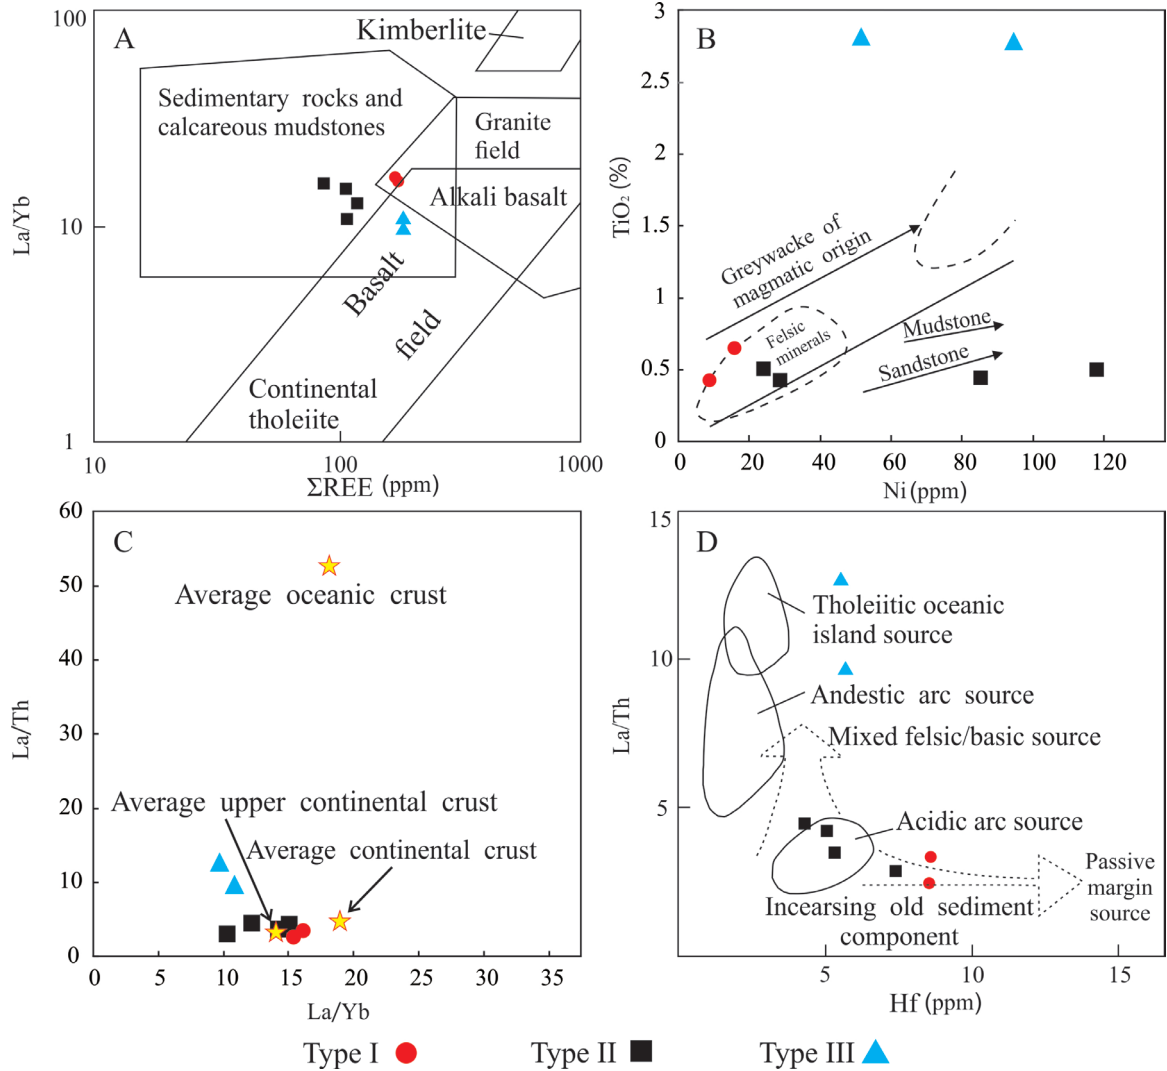 A
100
10
1
La/Yb
Kimberlite
Sedimentary rocks and
calcareous mudstones
Granite
field
Alkali basalt
Basalt
field
Continental
tholeiite
10
100
1000
ΣREE (ppm)
B
3
2.5
2
1.5
1
0.5
0
TiO₂ (%)
Greywacke of
magmatic origin
Felsic
minerals
Mudstone
Sandstone
0
20
40
60
80
100
120
Ni (ppm)
C
60
50
40
30
20
10
0
La/Th
Average oceanic crust
Average upper continental crust
Average continental crust
0
5
10
15
20
25
30
35
La/Yb
D
15
10
5
La/Th
Tholeiitic oceanic
island source
Andestic arc source
Mixed felsic/basic source
Acidic arc source
Incearsing old sediment
component
Passive
margin
source
5
10
15
Hf (ppm)
Type I
Type II
Type III